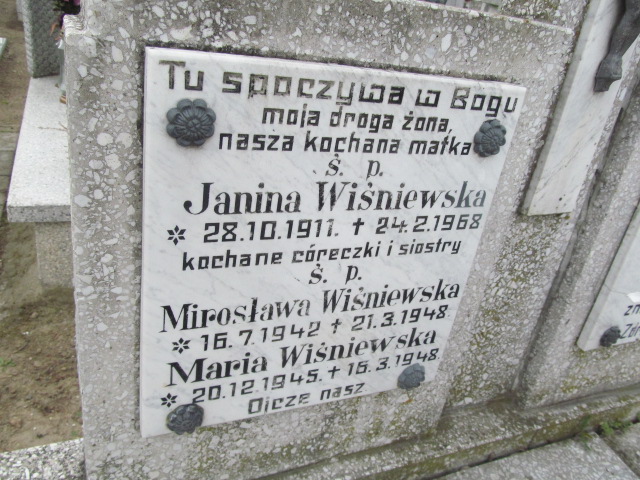 Tu spoczywa w Bogu
moja droga żona,
nasza kochana matka
ś. p.
Janina Wiśniewska
* 28.10.1911. † 24.2.1968
kochane córeczki i siostry
ś. p.
Mirosława Wiśniewska
* 16.7.1942 † 21.3.1948.
Maria Wiśniewska
* 20.12.1945. † 16.3.1948.
Ojcze nasz